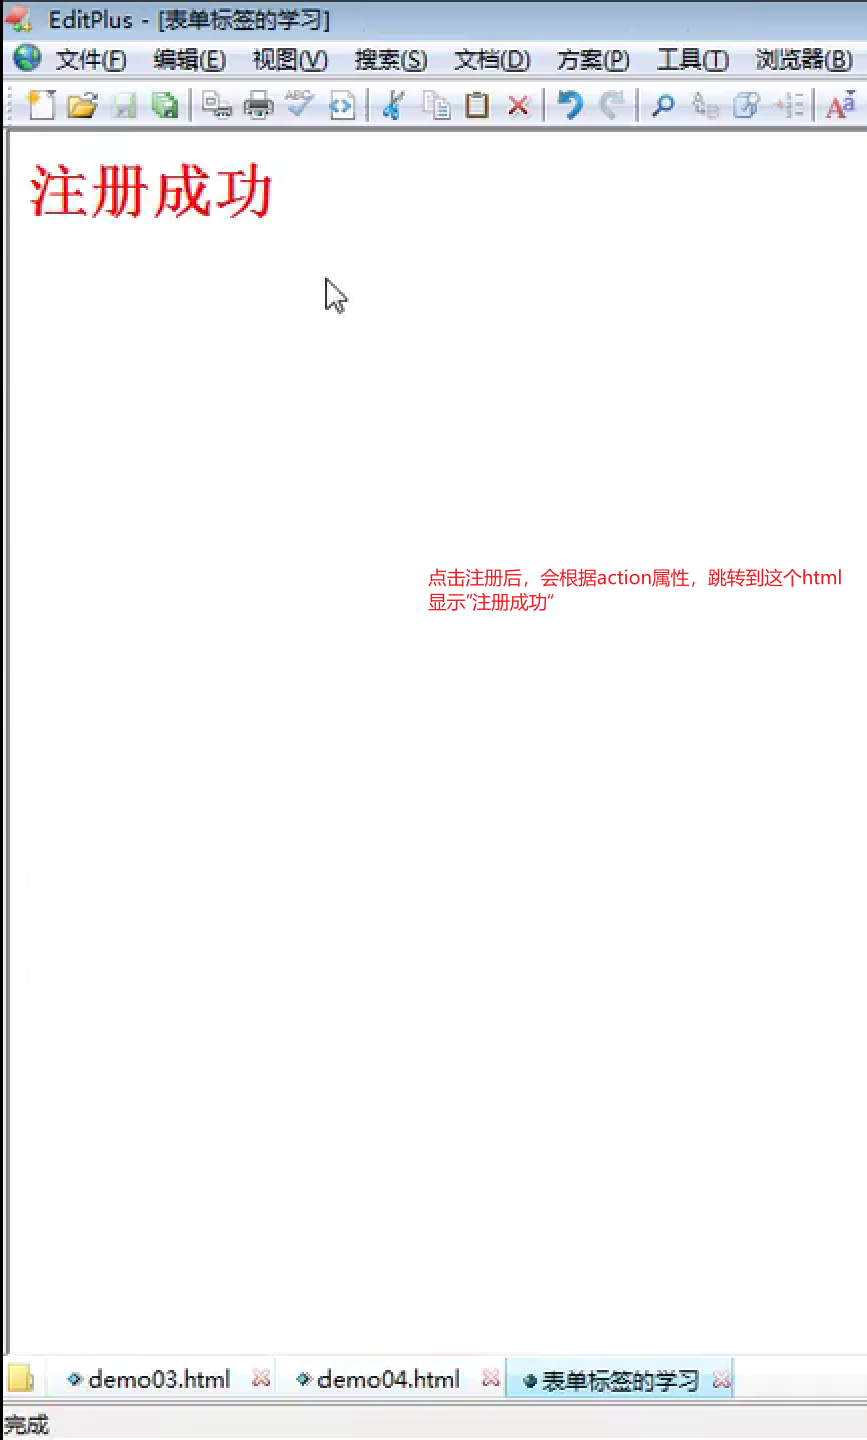 EditPlus - [表单标签的学习]
文件(F) 编辑(E) 视图(V) 搜索(S) 文档(D) 方案(P) 工具(T) 浏览器(B)
ABC
Aa
注册成功
点击注册后，会根据action属性，跳转到这个html
显示”注册成功“
demo03.html demo04.html 表单标签的学习
完成